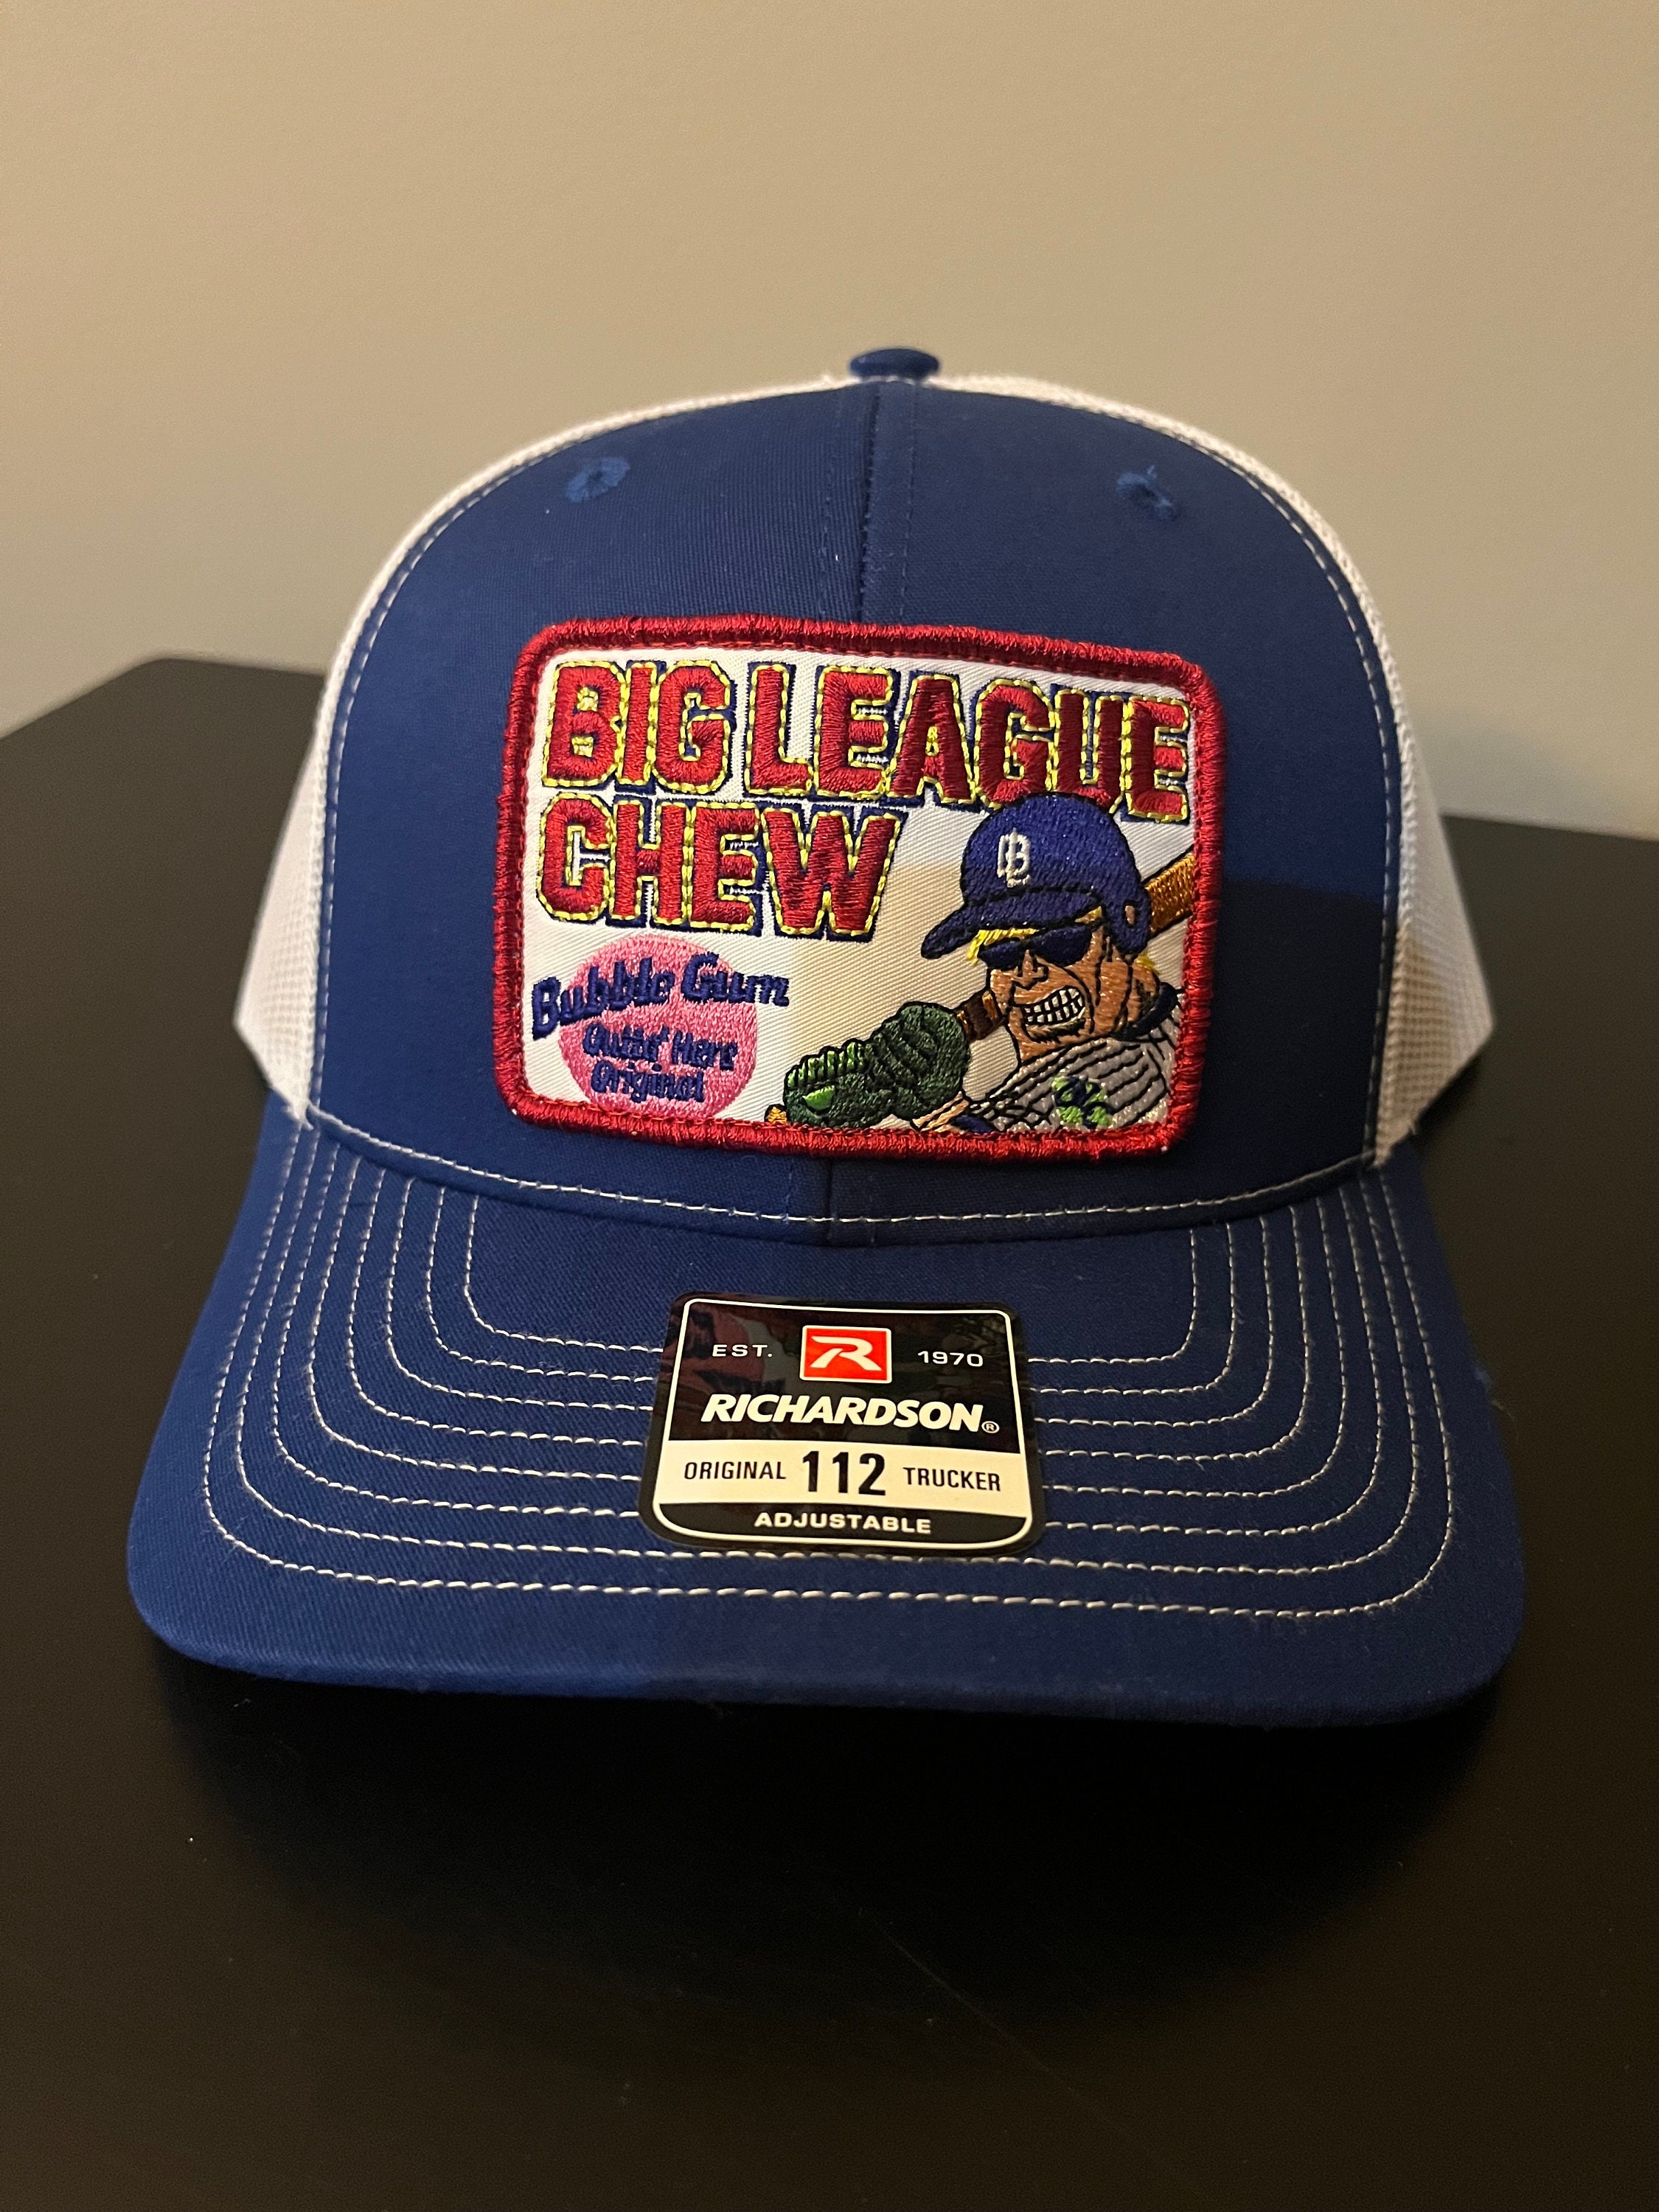 BIG LEAGUE
CHEW
Bubble Gum
Outta' Here
Original
B
EST. R 1970
RICHARDSON®
ORIGINAL 112 TRUCKER
ADJUSTABLE